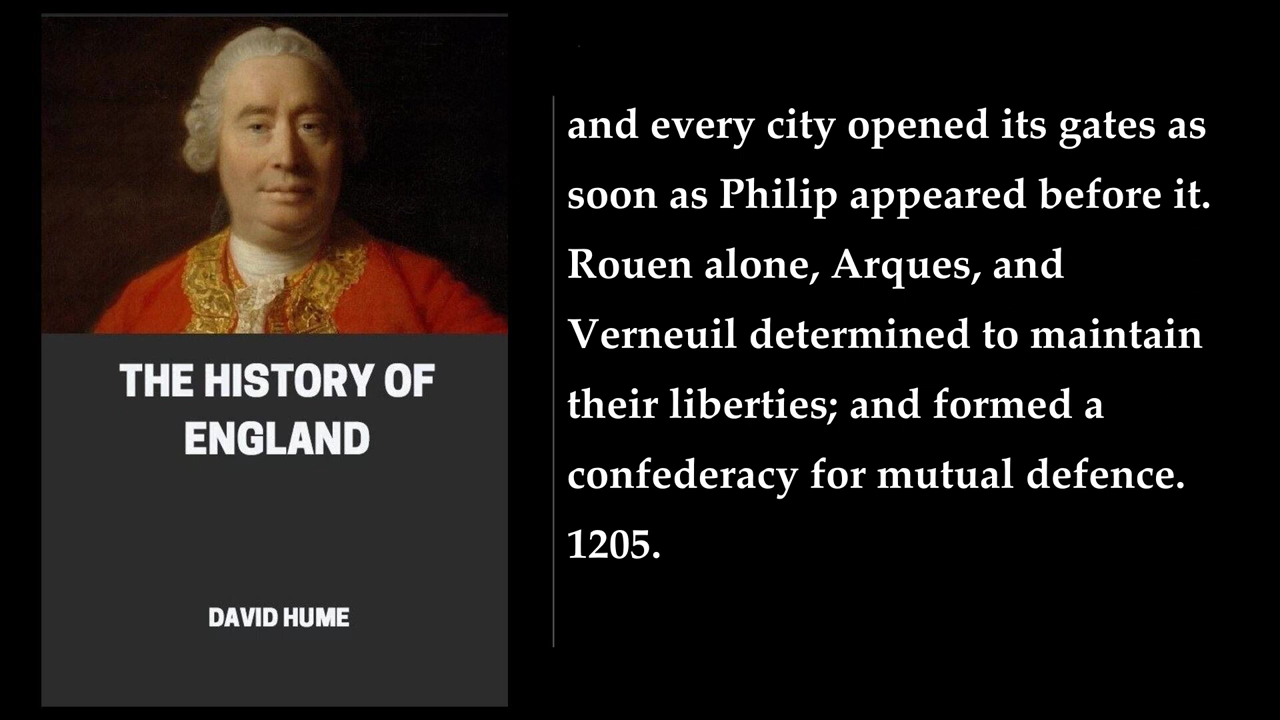 THE HISTORY OF
ENGLAND
DAVID HUME
and every city opened its gates as
soon as Philip appeared before it.
Rouen alone, Arques, and
Verneuil determined to maintain
their liberties; and formed a
confederacy for mutual defence.
1205.